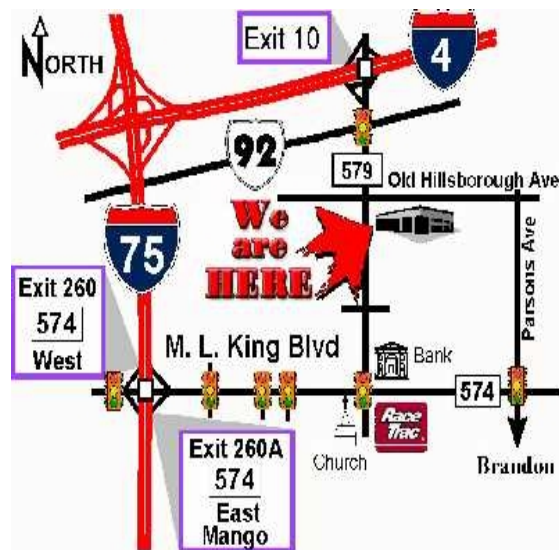 NORTH
Exit 10
4
92
579
Old Hillsborough Ave
We
are
HERE
75
Parsons Ave
Exit 260
574
West
M. L. King Blvd
Bank
574
Race
Trac
Church
Brandon
Exit 260A
574
East
Mango